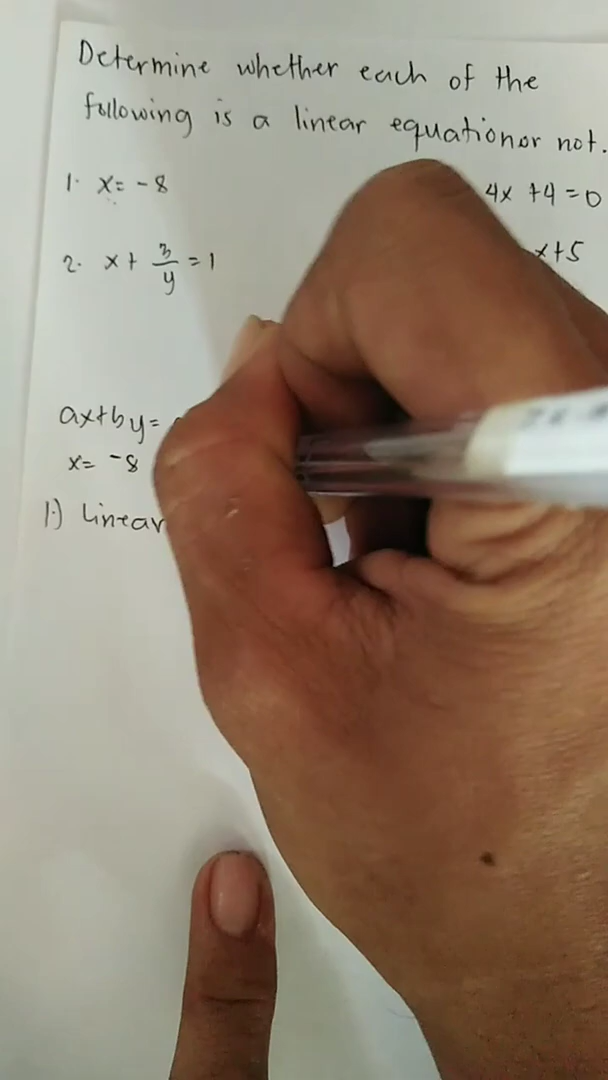 Determine whether each of the
following is a linear equation or not.
1. x = -8
4x + 4 = 0
2. x + 3/y = 1
x + 5
ax + by =
x = -8
1.) Linear